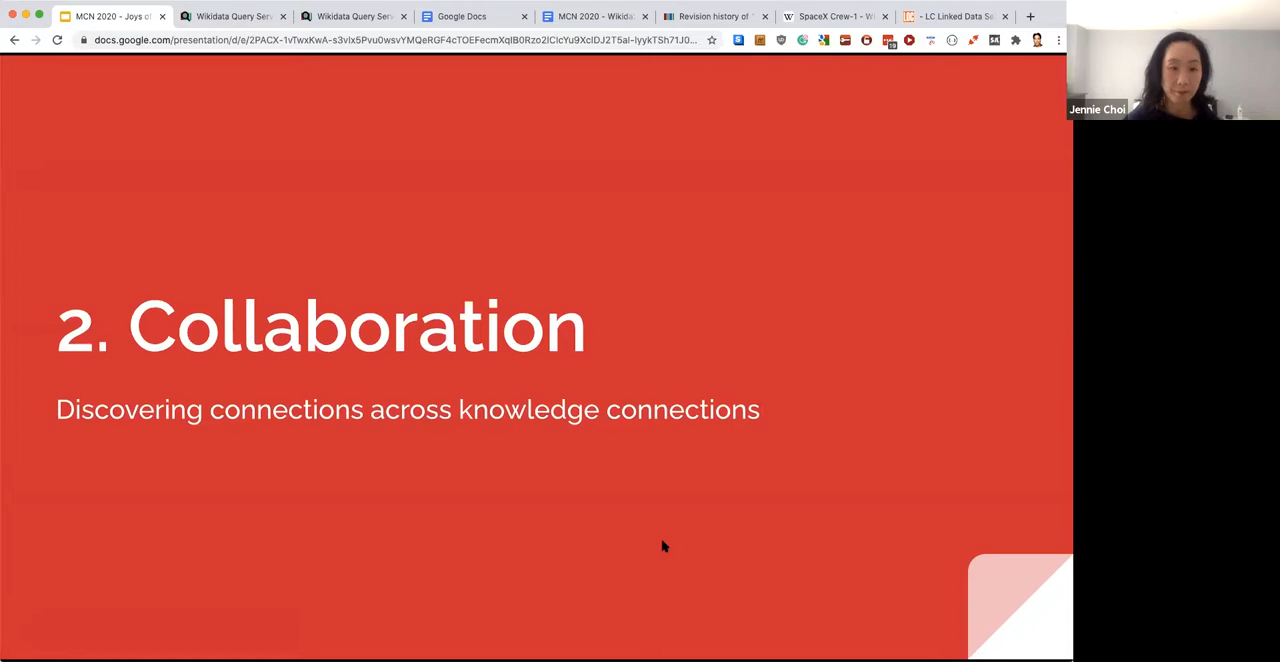 MCN 2020 - Joys of
Wikidata Query Serv
Wikidata Query Serv
Google Docs
MCN 2020 - Wikida
Revision history of "
SpaceX Crew-1 - Wi
- LC Linked Data Se
Jennie Choi
2. Collaboration
Discovering connections across knowledge connections